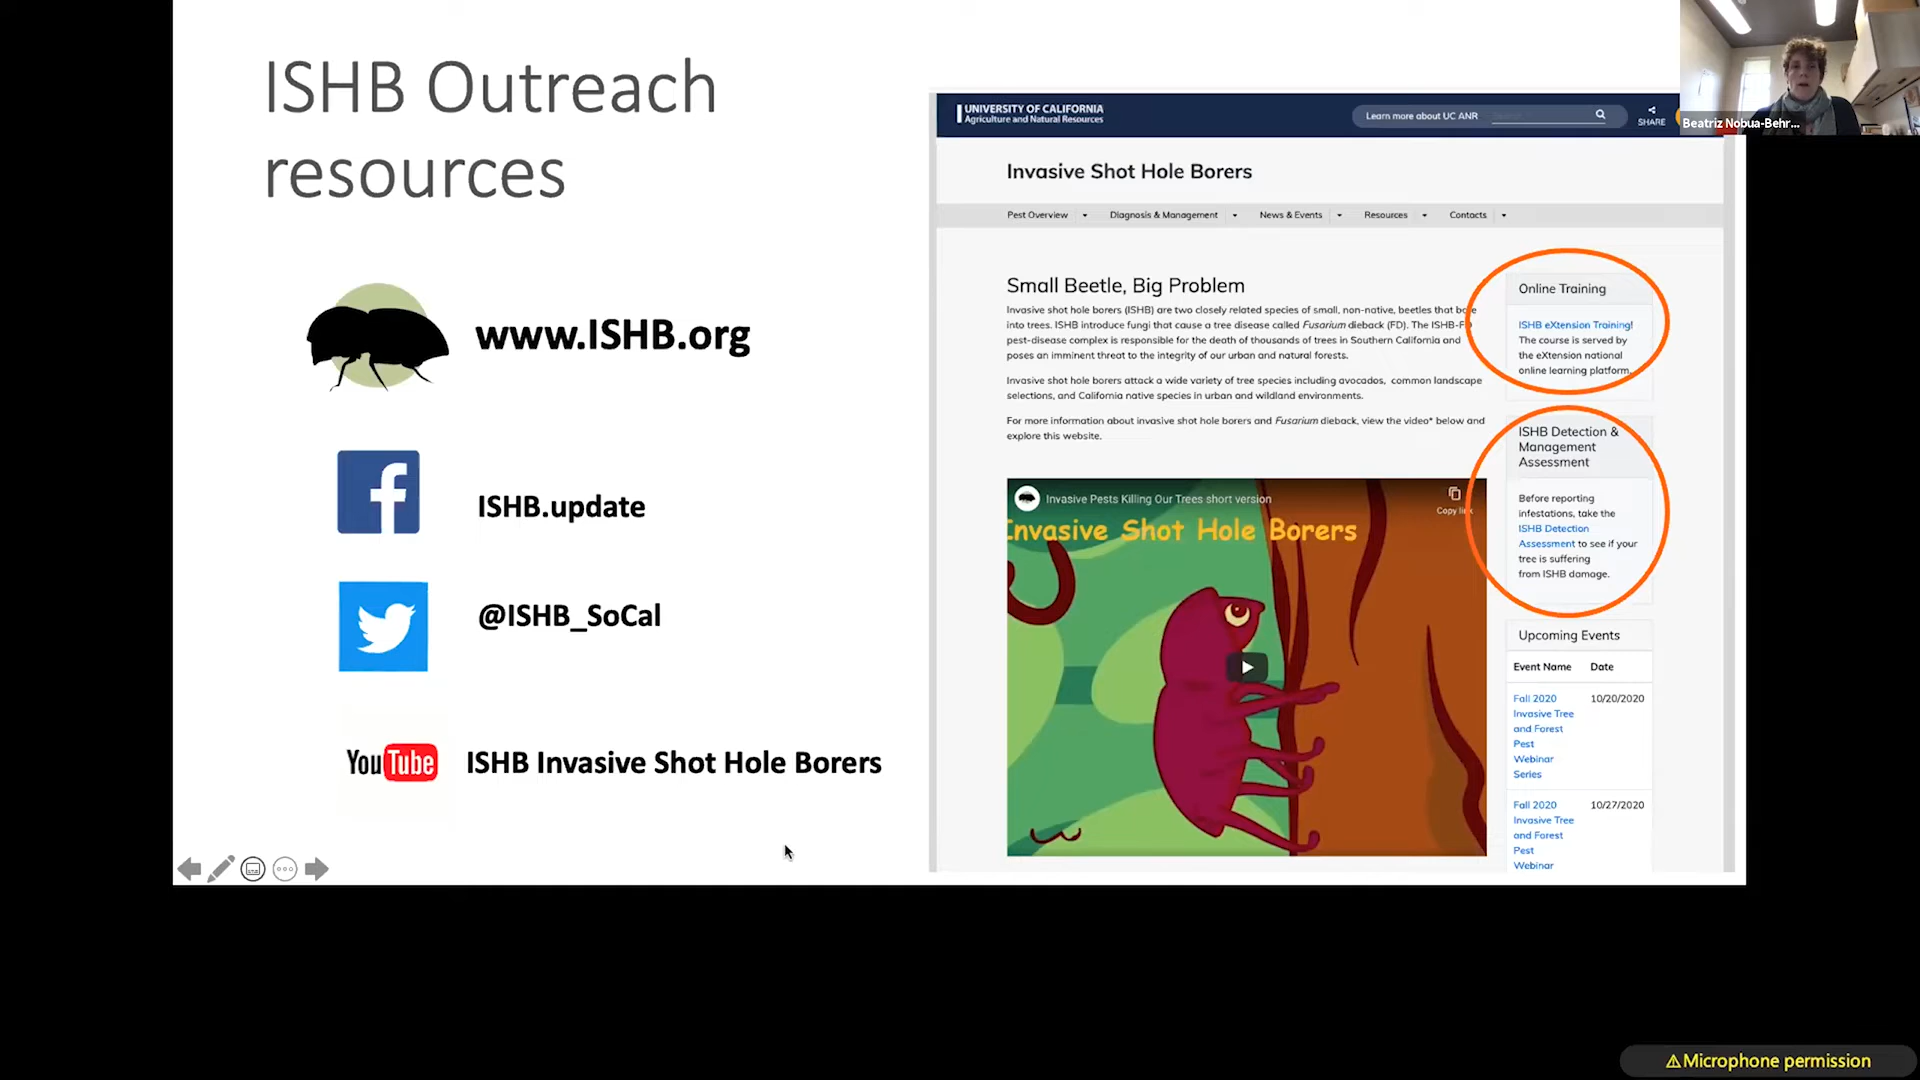 ISHB Outreach
resources
www.ISHB.org
ISHB.update
@ISHB_SoCal
YouTube
ISHB Invasive Shot Hole Borers
UNIVERSITY OF CALIFORNIA
Agriculture and Natural Resources
Learn more about UC ANR
SHARE
Invasive Shot Hole Borers
Pest Overview
Diagnosis & Management
News & Events
Resources
Contacts
Small Beetle, Big Problem
Invasive shot hole borers (ISHB) are two closely related species of small, non-native, beetles that bore
into trees. ISHB introduce fungi that cause a tree disease called Fusarium dieback (FD). The ISHB-FD
pest-disease complex is responsible for the death of thousands of trees in Southern California and
poses an imminent threat to the integrity of our urban and natural forests.
Invasive shot hole borers attack a wide variety of tree species including avocados, common landscape
selections, and California native species in urban and wildland environments.
For more information about invasive shot hole borers and Fusarium dieback, view the video* below and
explore this website.
Invasive Pests Killing Our Trees short version
Copy link
Invasive Shot Hole Borers
Online Training
ISHB eXtension Training!
The course is served by
the eXtension national
online learning platform.
ISHB Detection &
Management
Assessment
Before reporting
infestations, take the
ISHB Detection
Assessment to see if your
tree is suffering
from ISHB damage.
Upcoming Events
Event Name Date
Fall 2020 10/20/2020
Invasive Tree
and Forest
Pest
Webinar
Series
Fall 2020 10/27/2020
Invasive Tree
and Forest
Pest
Webinar
Beatriz Nobua-Behr...
⚠Microphone permission